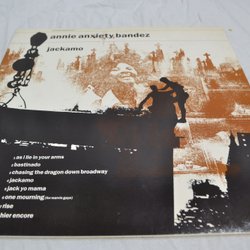 annie anxiety bandez
jackamo
as i lie in your arms
bastinado
chasing the dragon down broadway
jackamo
jack yo mama
one mourning (for marvin gaye)
rise
hier encore